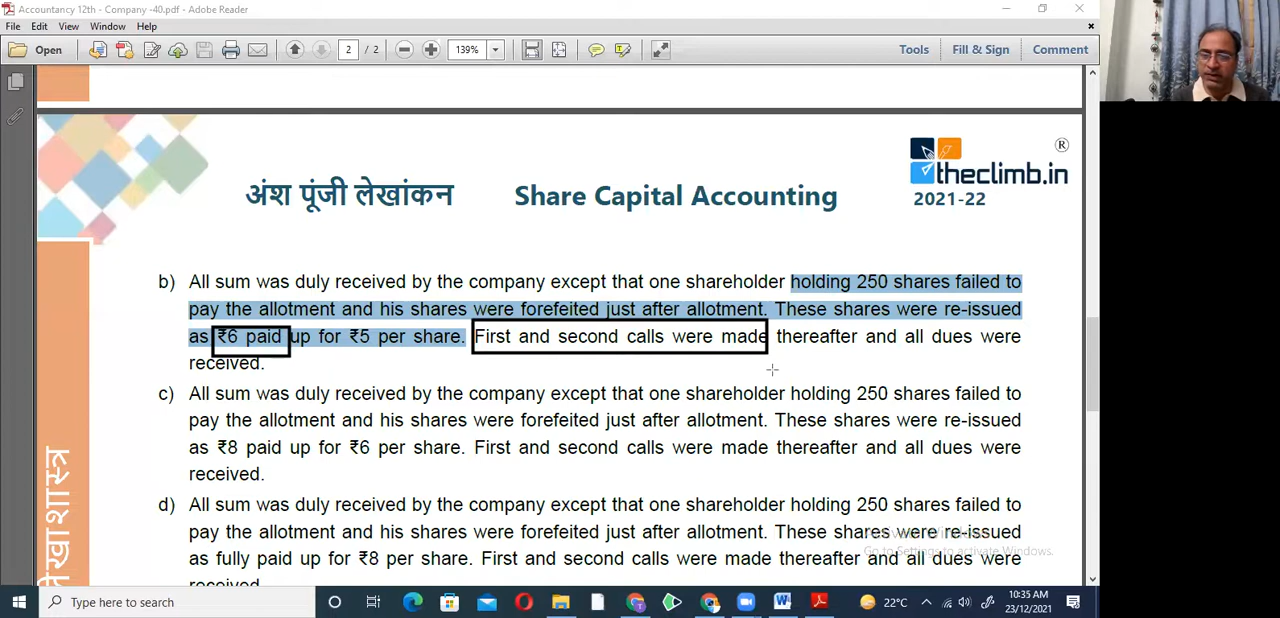 Accountancy 12th - Company -40.pdf - Adobe Reader
File Edit View Window Help
Open 2 / 2 139% Tools Fill & Sign Comment
theclimb.in ®
अंश पूंजी लेखांकन Share Capital Accounting 2021-22
b) All sum was duly received by the company except that one shareholder holding 250 shares failed to
pay the allotment and his shares were forefeited just after allotment. These shares were re-issued
as ₹6 paid up for ₹5 per share. First and second calls were made thereafter and all dues were
received.
c) All sum was duly received by the company except that one shareholder holding 250 shares failed to
pay the allotment and his shares were forefeited just after allotment. These shares were re-issued
as ₹8 paid up for ₹6 per share. First and second calls were made thereafter and all dues were
received.
d) All sum was duly received by the company except that one shareholder holding 250 shares failed to
pay the allotment and his shares were forefeited just after allotment. These shares were re-issued
as fully paid up for ₹8 per share. First and second calls were made thereafter and all dues were
received.
Activate Windows
Go to Settings to activate Windows.
Type here to search
22°C
10:35 AM
23/12/2021